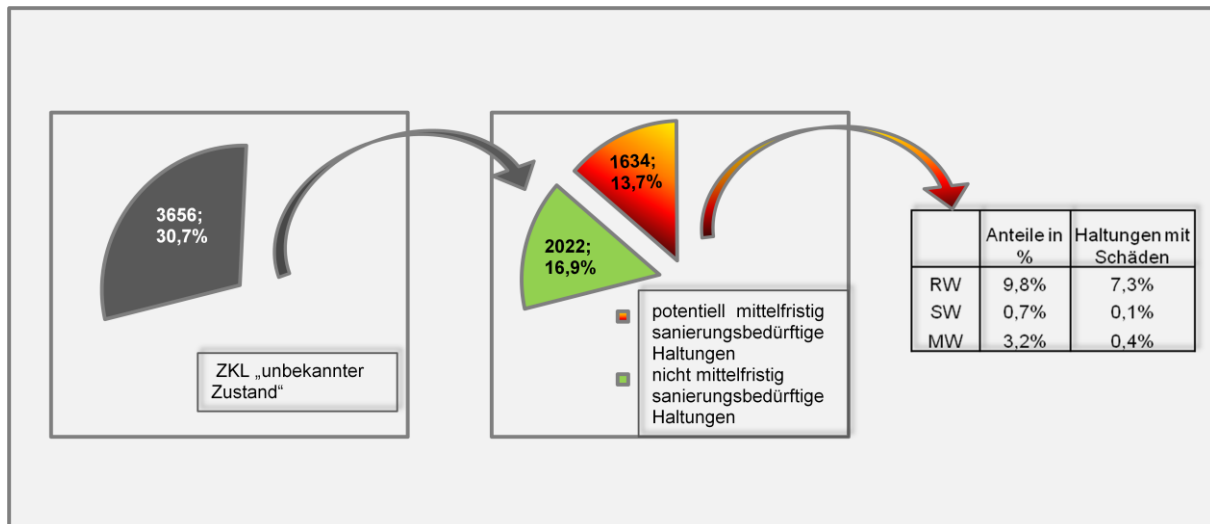 3656;
30,7%
ZKL „unbekannter
Zustand“
1634;
13,7%
2022;
16,9%
potentiell mittelfristig
sanierungsbedürftige
Haltungen
nicht mittelfristig
sanierungsbedürftige
Haltungen
Anteile in % Haltungen mit Schäden
RW 9,8% 7,3%
SW 0,7% 0,1%
MW 3,2% 0,4%